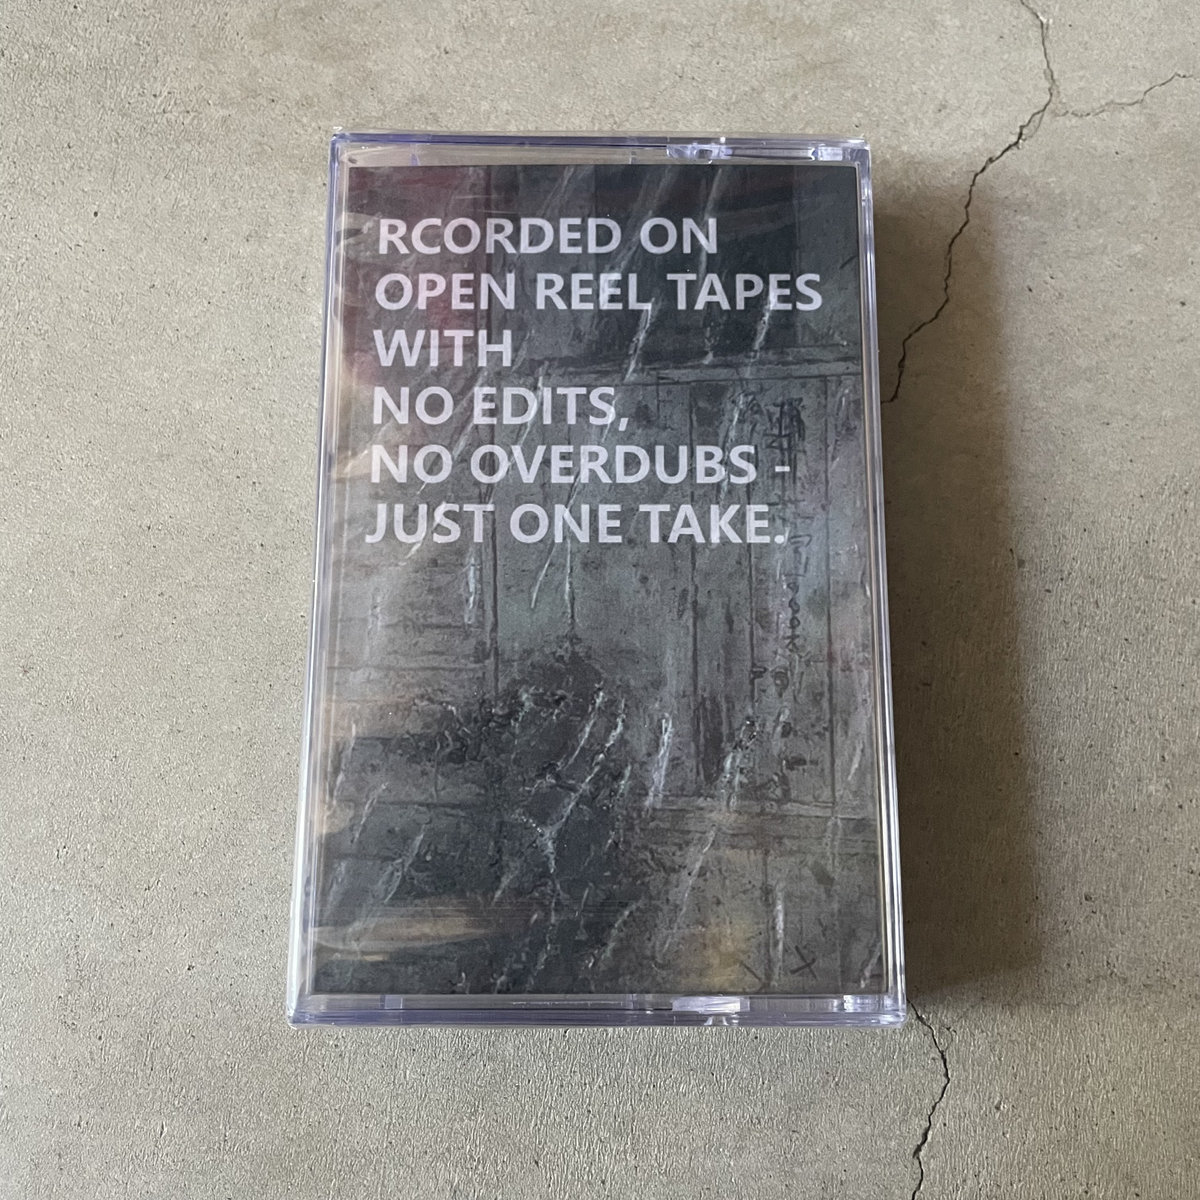 RCORDED ON
OPEN REEL TAPES
WITH
NO EDITS,
NO OVERDUBS -
JUST ONE TAKE.